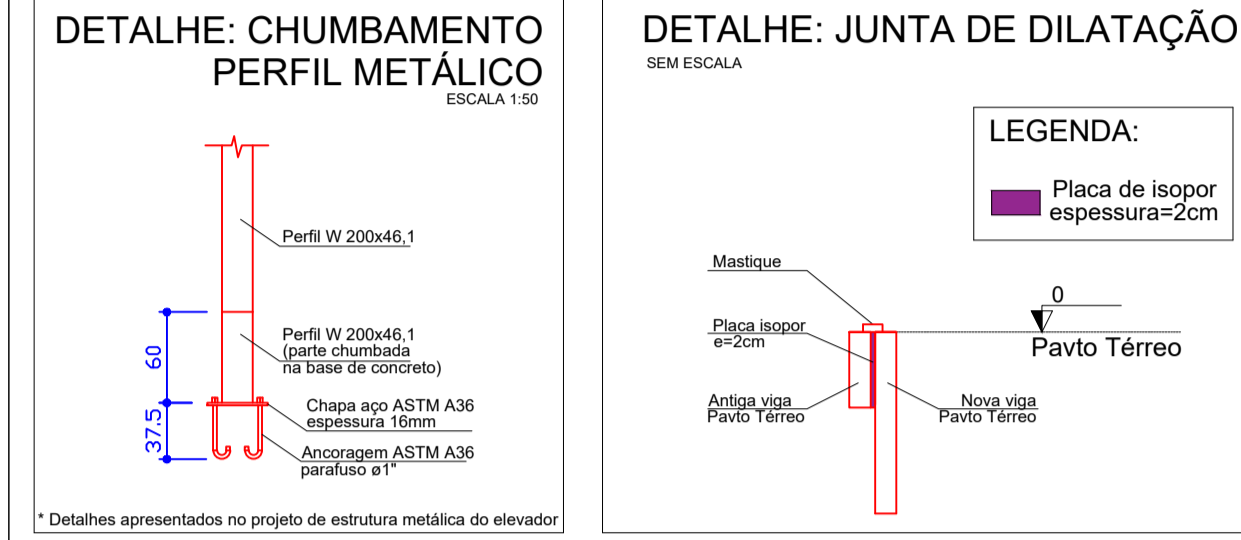 DETALHE: CHUMBAMENTO
PERFIL METÁLICO
ESCALA 1:50
Perfil W 200x46,1
60
Perfil W 200x46,1
(parte chumbada
na base de concreto)
37.5
Chapa aço ASTM A36
espessura 16mm
Ancoragem ASTM A36
parafuso ø1"
* Detalhes apresentados no projeto de estrutura metálica do elevador
DETALHE: JUNTA DE DILATAÇÃO
SEM ESCALA
LEGENDA:
Placa de isopor
espessura=2cm
Mastique
0
Placa isopor
e=2cm
Pavto Térreo
Antiga viga
Pavto Térreo
Nova viga
Pavto Térreo